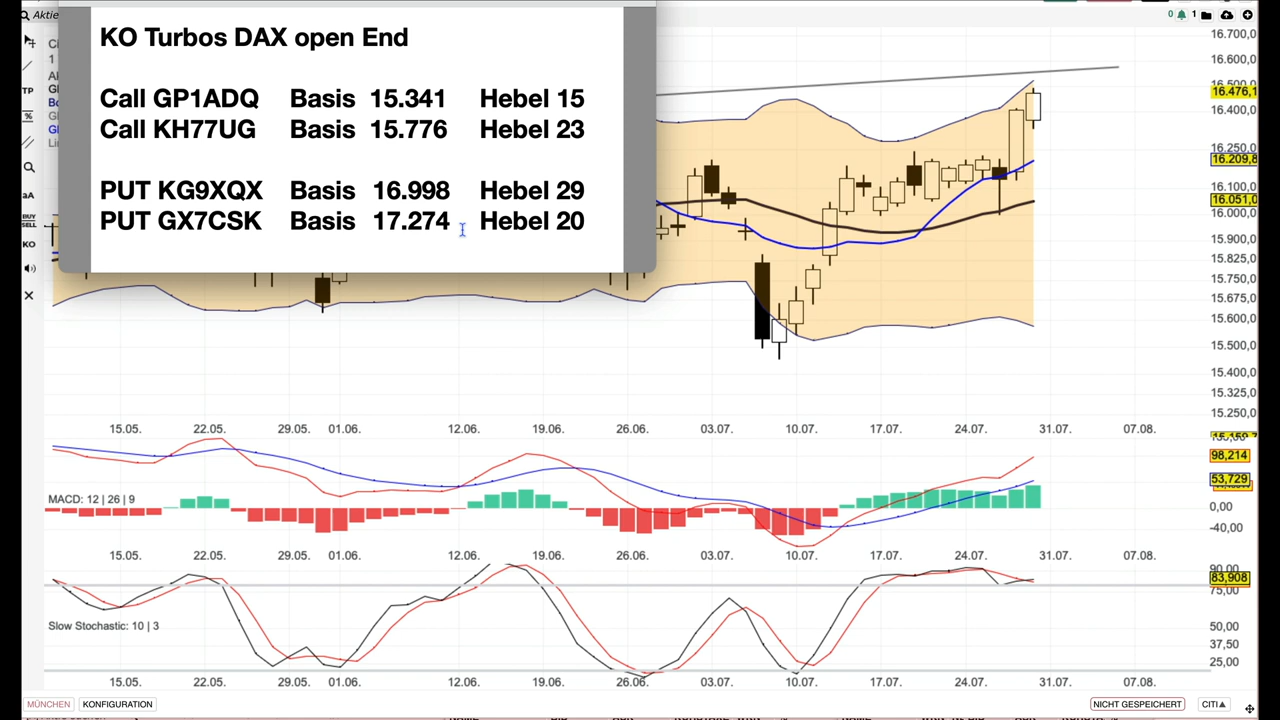 Aktie
KO Turbos DAX open End
Call GP1ADQ Basis 15.341 Hebel 15
Call KH77UG Basis 15.776 Hebel 23
PUT KG9XQX Basis 16.998 Hebel 29
PUT GX7CSK Basis 17.274 Hebel 20
0 1
TP
%
aA
BUY
SELL
KO
16.700,0
16.600,0
16.476,1
16.400,0
16.250,0
16.209,8
16.100,0
16.051,0
16.000,0
15.900,0
15.825,0
15.750,0
15.675,0
15.600,0
15.500,0
15.400,0
15.325,0
15.250,0
15.05. 22.05. 29.05. 01.06. 12.06. 19.06. 26.06. 03.07. 10.07. 17.07. 24.07. 31.07. 07.08.
98,214
53,729
MACD: 12 | 26 | 9
0,00
-40,00
15.05. 22.05. 29.05. 01.06. 12.06. 19.06. 26.06. 03.07. 10.07. 17.07. 24.07. 31.07. 07.08.
90,00
83,908
75,00
Slow Stochastic: 10 | 3
50,00
37,50
25,00
15.05. 22.05. 29.05. 01.06. 12.06. 19.06. 26.06. 03.07. 10.07. 17.07. 24.07. 31.07. 07.08.
MÜNCHEN KONFIGURATION NICHT GESPEICHERT CITI▲